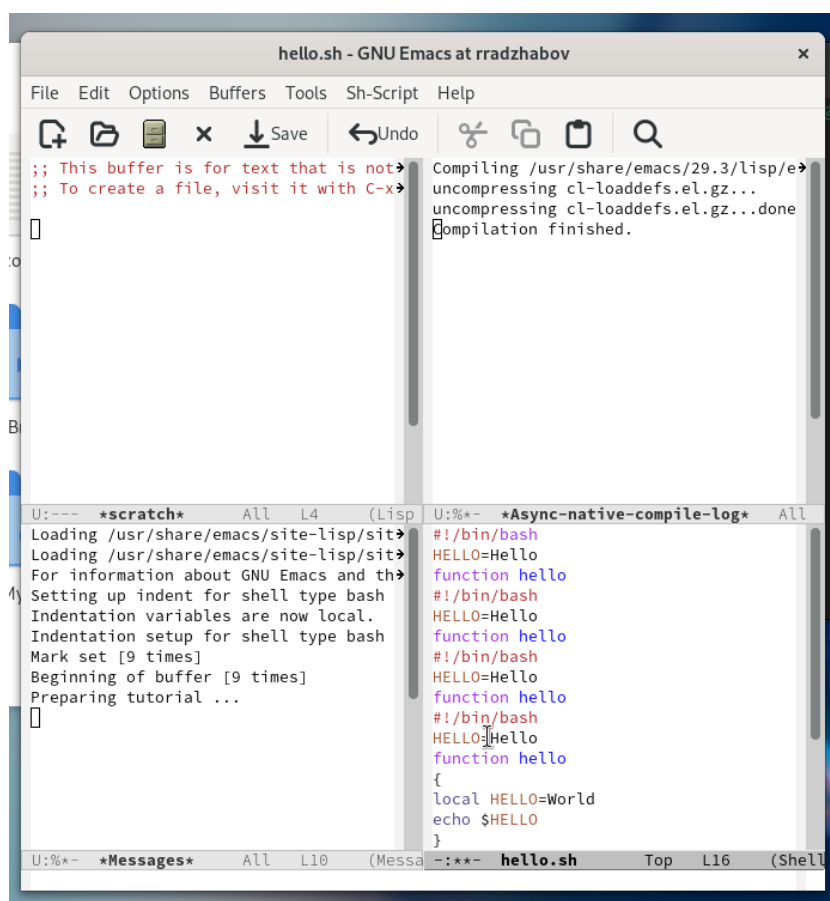 hello.sh - GNU Emacs at rradzhabov
File Edit Options Buffers Tools Sh-Script Help
Save Undo
;; This buffer is for text that is not
;; To create a file, visit it with C-x
U:--- *scratch* All L4 (Lisp
Compiling /usr/share/emacs/29.3/lisp/e
uncompressing cl-loaddefs.el.gz...
uncompressing cl-loaddefs.el.gz...done
Compilation finished.
U:%*- *Async-native-compile-log* All
Loading /usr/share/emacs/site-lisp/sit
Loading /usr/share/emacs/site-lisp/sit
For information about GNU Emacs and th
Setting up indent for shell type bash
Indentation variables are now local.
Indentation setup for shell type bash
Mark set [9 times]
Beginning of buffer [9 times]
Preparing tutorial ...
U:%*- *Messages* All L10 (Messa
#!/bin/bash
HELLO=Hello
function hello
#!/bin/bash
HELLO=Hello
function hello
#!/bin/bash
HELLO=Hello
function hello
#!/bin/bash
HELLO=Hello
function hello
{
local HELLO=World
echo $HELLO
}
-:**- hello.sh Top L16 (Shell